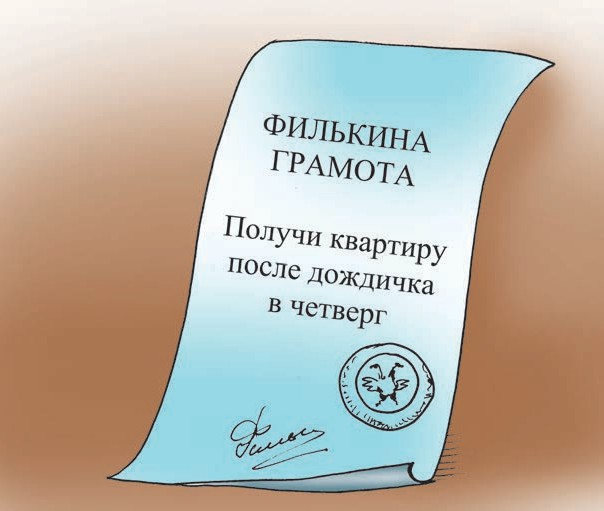 ФИЛЬКИНА
ГРАМОТА
Получи квартиру
после дождичка
в четверг